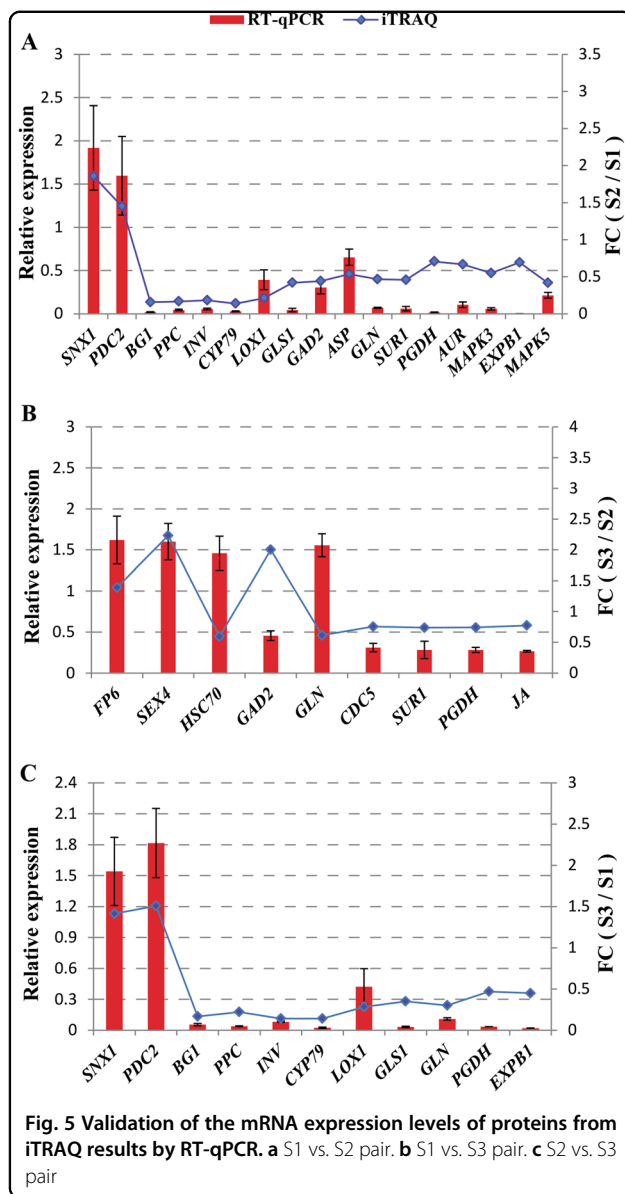 RT-qPCR iTRAQ
A
3
2.5
2
1.5
1
0.5
0
Relative expression
3.5
3
2.5
2
1.5
1
0.5
0
FC ( S2 / S1 )
SNX1 PDC2 BG1 PPC INV CYP79 LOX1 GLS1 GAD2 ASP GLN SUR1 PGDH AUR MAPK3 EXPB1 MAPK5
B
3
2.5
2
1.5
1
0.5
0
Relative expression
4
3.5
3
2.5
2
1.5
1
0.5
0
FC ( S3 / S2 )
FP6 SEX4 HSC70 GAD2 GLN CDC5 SUR1 PGDH JA
C
2.4
2.1
1.8
1.5
1.2
0.9
0.6
0.3
0
Relative expression
3
2.5
2
1.5
1
0.5
0
FC ( S3 / S1 )
SNX1 PDC2 BG1 PPC INV CYP79 LOX1 GLS1 GLN PGDH EXPB1
Fig. 5 Validation of the mRNA expression levels of proteins from
iTRAQ results by RT-qPCR. a S1 vs. S2 pair. b S1 vs. S3 pair. c S2 vs. S3
pair